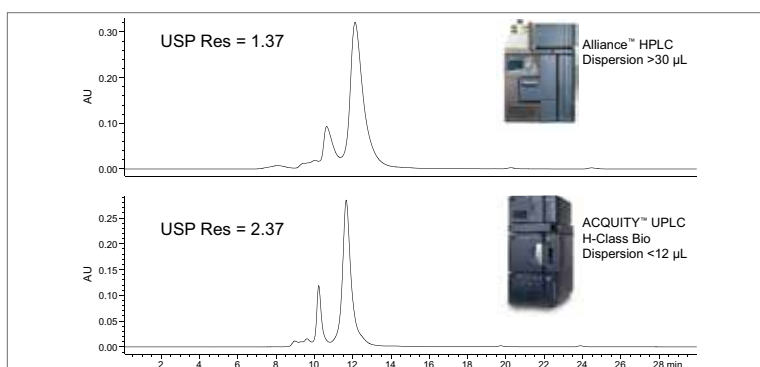 USP Res = 1.37
Alliance™ HPLC
Dispersion >30 µL
AU
0.30
0.20
0.10
0.00
USP Res = 2.37
ACQUITY™ UPLC
H-Class Bio
Dispersion <12 µL
AU
0.25
0.20
0.15
0.10
0.05
0.00
2 4 6 8 10 12 14 16 18 20 22 24 26 28 min